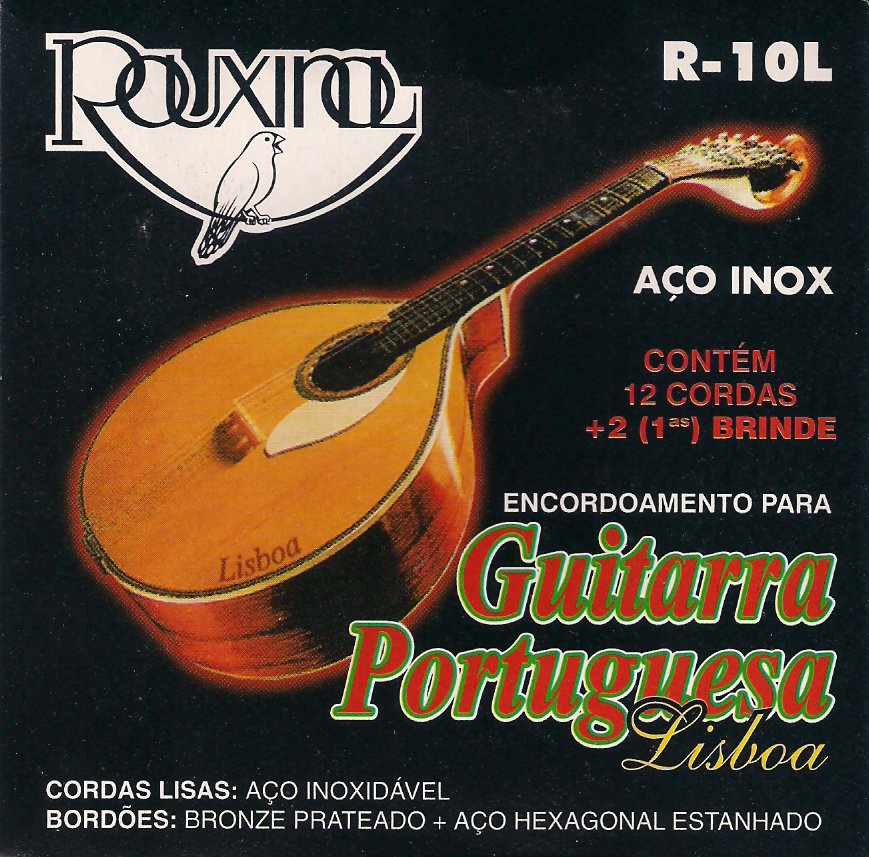 ROUXINOL
R-10L
AÇO INOX
CONTÉM
12 CORDAS
+2 (1as) BRINDE
ENCORDOAMENTO PARA
Guitarra
Portuguesa
Lisboa
Lisboa
CORDAS LISAS: AÇO INOXIDÁVEL
BORDÕES: BRONZE PRATEADO + AÇO HEXAGONAL ESTANHADO